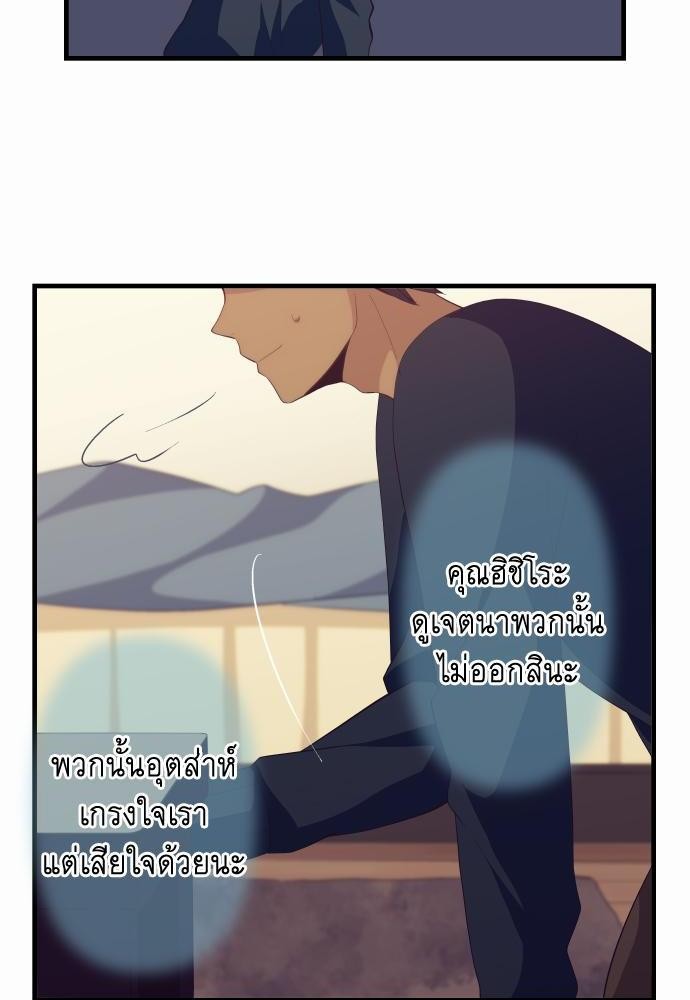 คุณฮิชิโระ
ดูเจตนาพวกนั้น
ไม่ออกสินะ
พวกนั้นอุตส่าห์
เกรงใจเรา
แต่เสียใจด้วยนะ